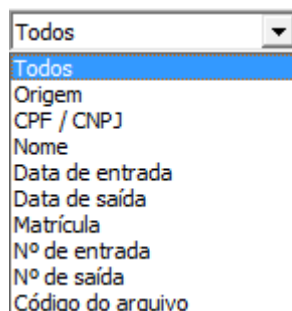 Todos
Todos
Origem
CPF / CNPJ
Nome
Data de entrada
Data de saída
Matrícula
Nº de entrada
Nº de saída
Código do arquivo